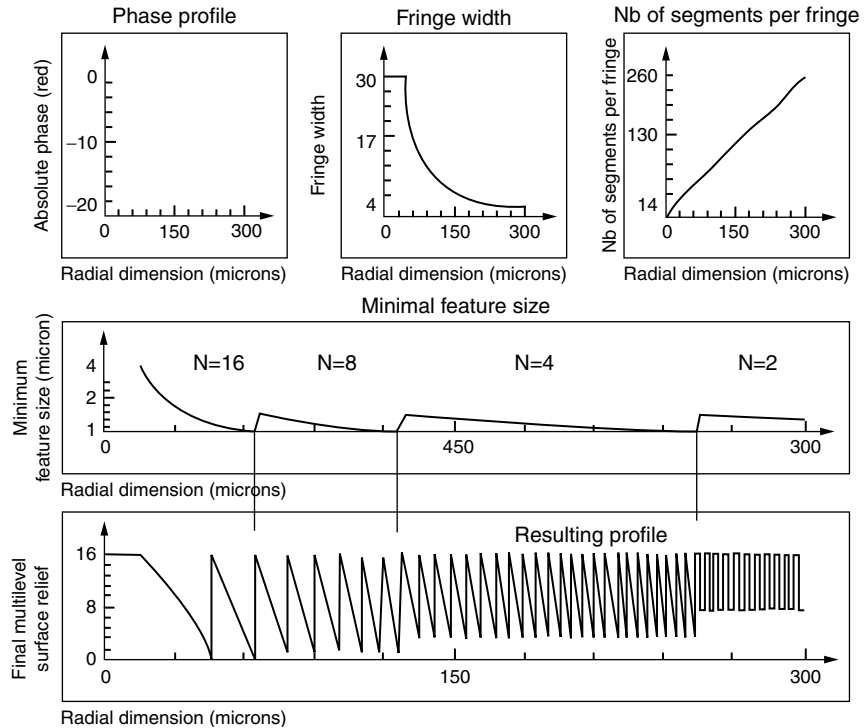 Phase profile
Absolute phase (red)
0
−10
−20
0 150 300
Radial dimension (microns)
Fringe width
Fringe width
30
17
4
0 150 300
Radial dimension (microns)
Nb of segments per fringe
Nb of segments per fringe
260
130
14
0 150 300
Radial dimension (microns)
Minimal feature size
Minimum
feature size (micron)
4
2
1
N=16 N=8 N=4 N=2
0 450 300
Radial dimension (microns)
Resulting profile
Final multilevel
surface relief
16
8
0
0 150 300
Radial dimension (microns)